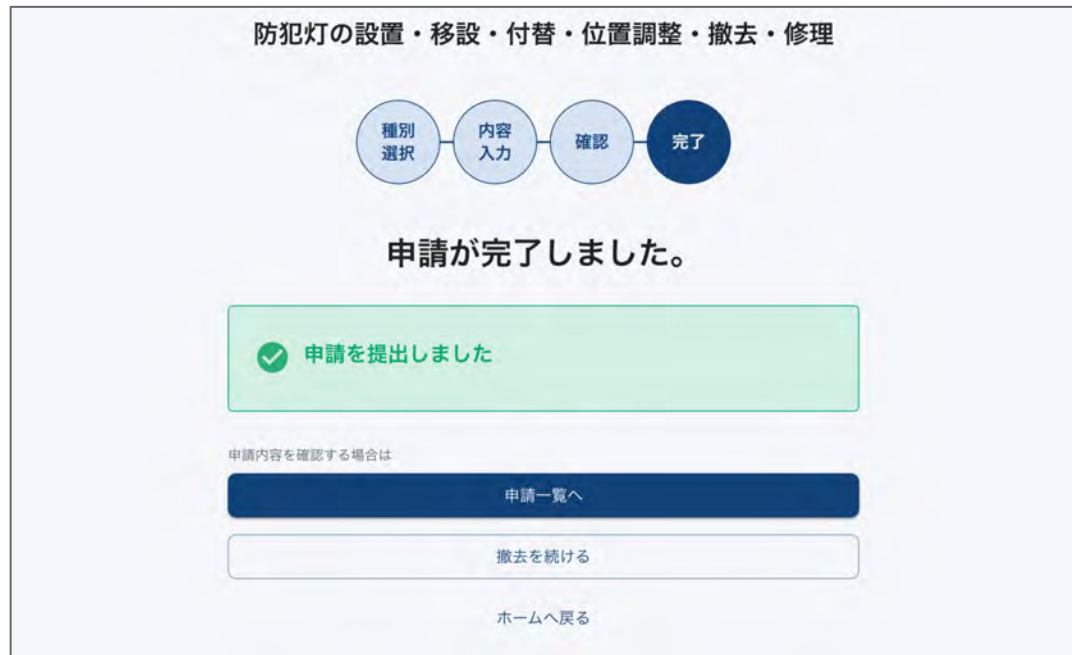 防犯灯の設置・移設・付替・位置調整・撤去・修理
種別
選択
内容
入力
確認
完了
申請が完了しました。
申請を提出しました
申請内容を確認する場合は
申請一覧へ
撤去を続ける
ホームへ戻る